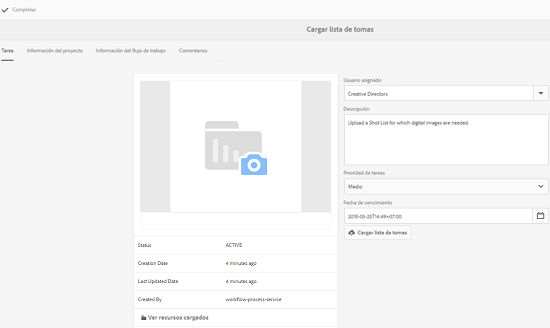 Completar
Cargar lista de tomas
Tarea
Información del proyecto
Información del flujo de trabajo
Comentarios
Usuario asignado
Creative Directors
Descripción
Upload a Shot List for which digital images are needed.
Prioridad de tareas
Medio
Fecha de vencimiento
2018-05-25T14:49+07:00
Cargar lista de tomas
Status ACTIVE
Creation Date 4 minutes ago
Last Updated Date 4 minutes ago
Created By workflow-process-service
Ver recursos cargados